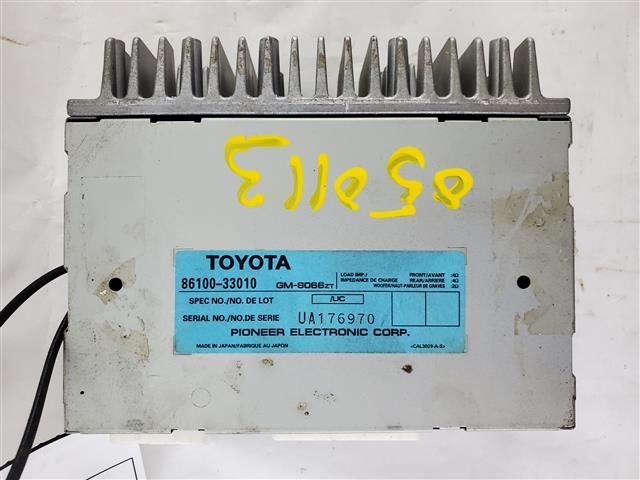 050113
TOYOTA
86100-33010 GM-8066ZT
LOAD IMP./
IMPEDANCE DE CHARGE
FRONT/AVANT :4Ω
REAR/ARRIERE :4Ω
WOOFER/HAUT-PARLEUR DE GRAVES :2Ω
SPEC NO./NO. DE LOT /UC
SERIAL NO./NO.DE SERIE UA176970
PIONEER ELECTRONIC CORP.
MADE IN JAPAN/FABRIQUE AU JAPON
<CAL3009-A-S>